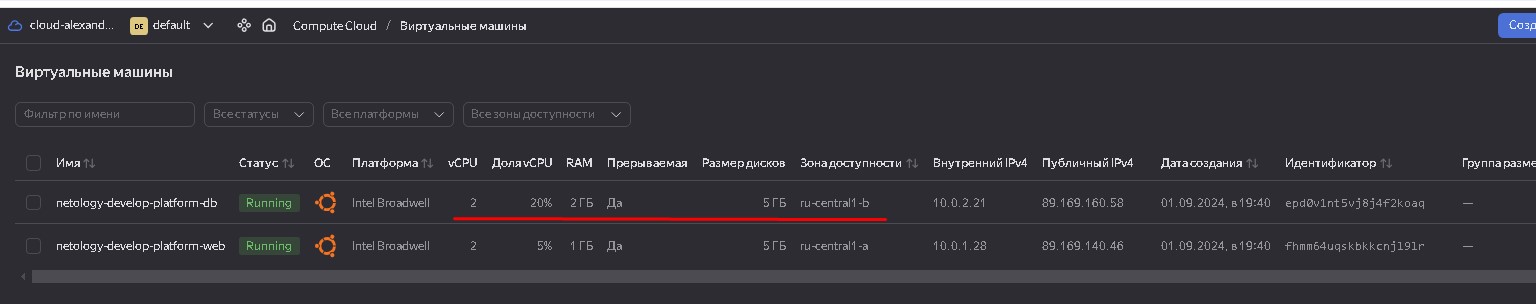 cloud-alexand... DE default Compute Cloud / Виртуальные машины Созд
Виртуальные машины
Фильтр по имени Все статусы Все платформы Все зоны доступности
Имя Статус ОС Платформа vCPU Доля vCPU RAM Прерываемая Размер дисков Зона доступности Внутренний IPv4 Публичный IPv4 Дата создания Идентификатор Группа разме
netology-develop-platform-db Running Intel Broadwell 2 20% 2 ГБ Да 5 ГБ ru-central1-b 10.0.2.21 89.169.160.58 01.09.2024, в 19:40 epd0v1nt5vj8j4f2koaq —
netology-develop-platform-web Running Intel Broadwell 2 5% 1 ГБ Да 5 ГБ ru-central1-a 10.0.1.28 89.169.140.46 01.09.2024, в 19:40 fhmm64uqskbkkcnjl9lr —